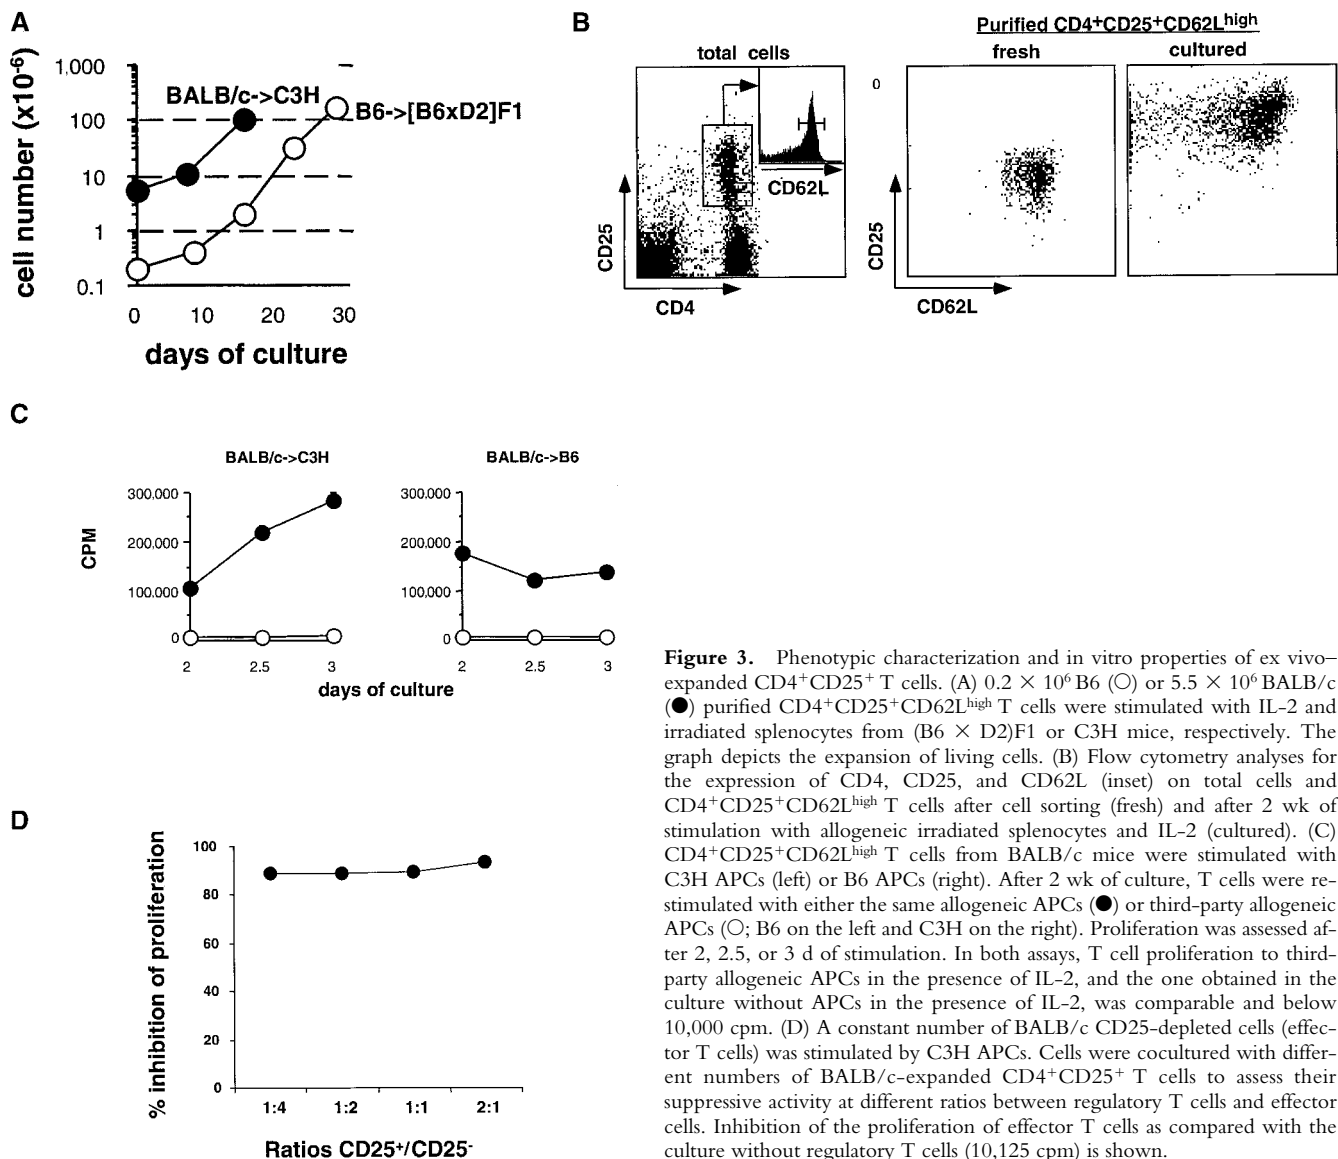 A
cell number (x10-6)
1.000
100
10
1
0.1
BALB/c->C3H
B6->[B6xD2]F1
0 10 20 30
days of culture
B
total cells
CD62L
CD25
CD4
Purified CD4+CD25+CD62Lhigh
fresh cultured
0
CD25
CD62L
C
BALB/c->C3H BALB/c->B6
CPM
300.000
200.000
100.000
0
2 2.5 3
300.000
200.000
100.000
0
2 2.5 3
days of culture
D
% inhibition of proliferation
100
80
60
40
20
0
1:4 1:2 1:1 2:1
Ratios CD25+/CD25-
Figure 3. Phenotypic characterization and in vitro properties of ex vivo–
expanded CD4+CD25+ T cells. (A) 0.2 × 106 B6 (○) or 5.5 × 106 BALB/c
(●) purified CD4+CD25+CD62Lhigh T cells were stimulated with IL-2 and
irradiated splenocytes from (B6 × D2)F1 or C3H mice, respectively. The
graph depicts the expansion of living cells. (B) Flow cytometry analyses for
the expression of CD4, CD25, and CD62L (inset) on total cells and
CD4+CD25+CD62Lhigh T cells after cell sorting (fresh) and after 2 wk of
stimulation with allogeneic irradiated splenocytes and IL-2 (cultured). (C)
CD4+CD25+CD62Lhigh T cells from BALB/c mice were stimulated with
C3H APCs (left) or B6 APCs (right). After 2 wk of culture, T cells were re-
stimulated with either the same allogeneic APCs (●) or third-party allogeneic
APCs (○; B6 on the left and C3H on the right). Proliferation was assessed af-
ter 2, 2.5, or 3 d of stimulation. In both assays, T cell proliferation to third-
party allogeneic APCs in the presence of IL-2, and the one obtained in the
culture without APCs in the presence of IL-2, was comparable and below
10,000 cpm. (D) A constant number of BALB/c CD25-depleted cells (effec-
tor T cells) was stimulated by C3H APCs. Cells were cocultured with differ-
ent numbers of BALB/c-expanded CD4+CD25+ T cells to assess their
suppressive activity at different ratios between regulatory T cells and effector
cells. Inhibition of the proliferation of effector T cells as compared with the
culture without regulatory T cells (10,125 cpm) is shown.